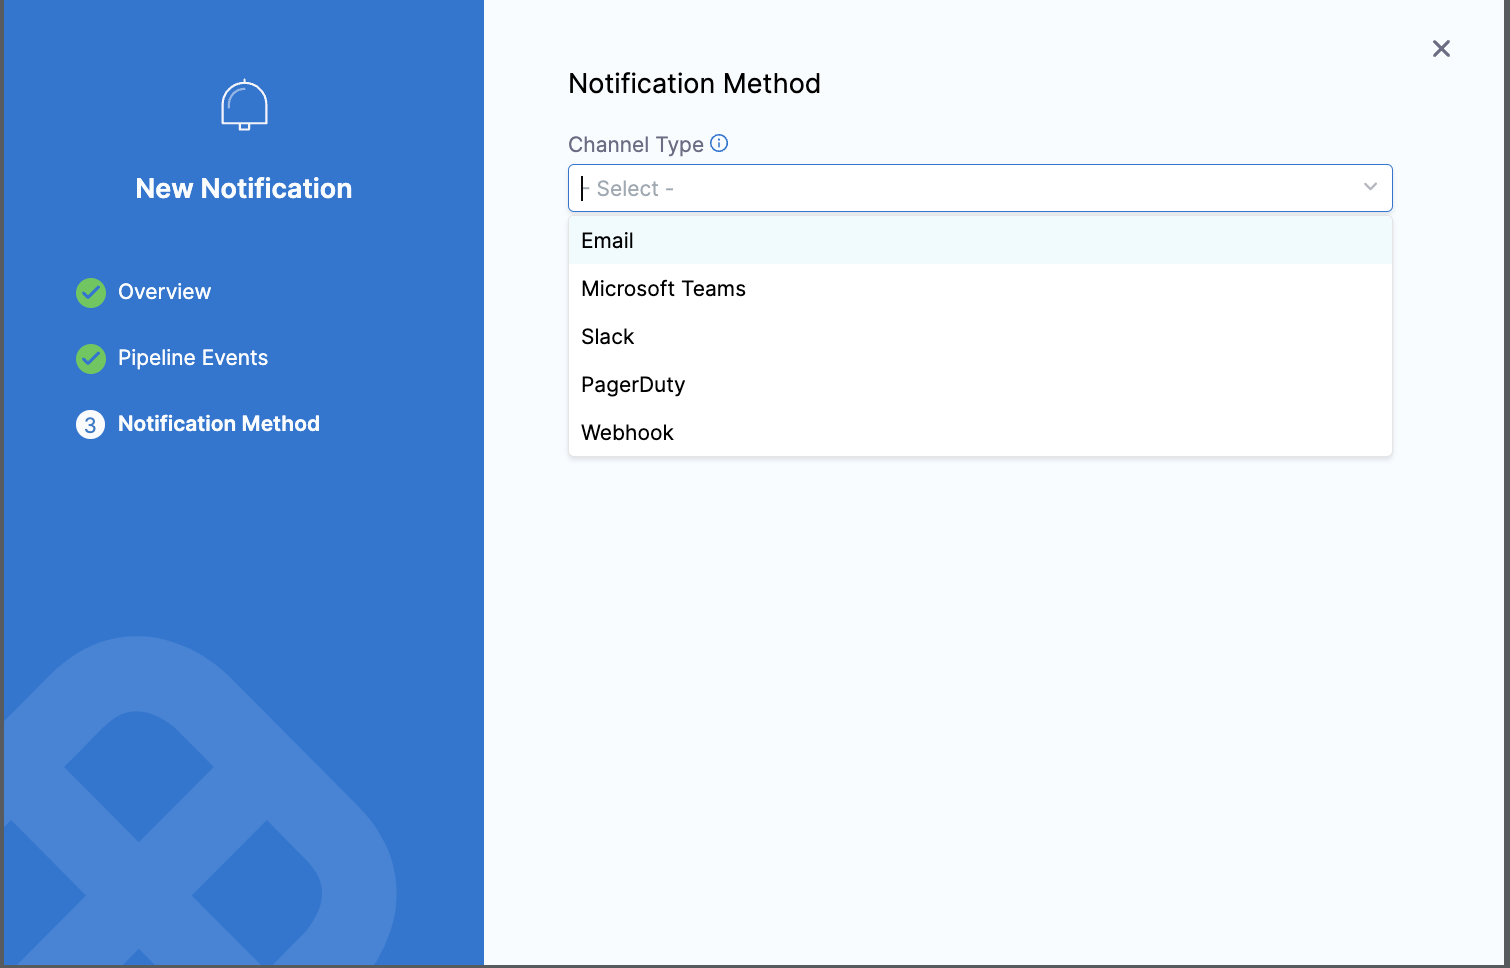 New Notification
Overview
Pipeline Events
3 Notification Method
Notification Method
Channel Type
- Select -
Email
Microsoft Teams
Slack
PagerDuty
Webhook